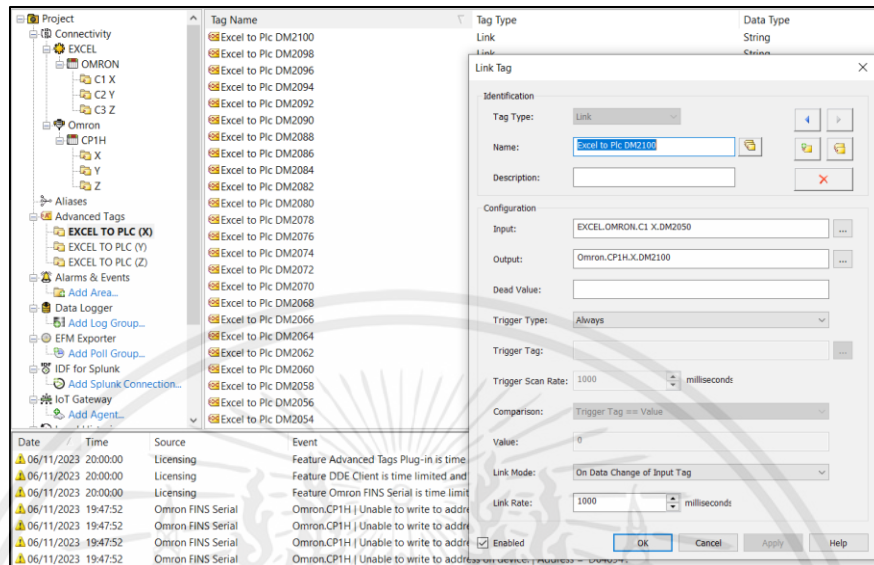 Project
Connectivity
EXCEL
OMRON
C1 X
C2 Y
C3 Z
Omron
CP1H
X
Y
Z
Aliases
Advanced Tags
EXCEL TO PLC (X)
EXCEL TO PLC (Y)
EXCEL TO PLC (Z)
Alarms & Events
Add Area...
Data Logger
Add Log Group...
EFM Exporter
Add Poll Group...
IDF for Splunk
Add Splunk Connection...
IoT Gateway
Add Agent...
Tag Name Tag Type Data Type
Excel to Plc DM2100 Link String
Excel to Plc DM2098 Link String
Excel to Plc DM2096
Excel to Plc DM2094
Excel to Plc DM2092
Excel to Plc DM2090
Excel to Plc DM2088
Excel to Plc DM2086
Excel to Plc DM2084
Excel to Plc DM2082
Excel to Plc DM2080
Excel to Plc DM2078
Excel to Plc DM2076
Excel to Plc DM2074
Excel to Plc DM2072
Excel to Plc DM2070
Excel to Plc DM2068
Excel to Plc DM2066
Excel to Plc DM2064
Excel to Plc DM2062
Excel to Plc DM2060
Excel to Plc DM2058
Excel to Plc DM2056
Excel to Plc DM2054
Link Tag
Identification
Tag Type: Link
Name: Excel to Plc DM2100
Description:
Configuration
Input: EXCEL.OMRON.C1 X.DM2050 ...
Output: Omron.CP1H.X.DM2100 ...
Dead Value:
Trigger Type: Always
Trigger Tag: ...
Trigger Scan Rate: 1000 milliseconds
Comparison: Trigger Tag == Value
Value: 0
Link Mode: On Data Change of Input Tag
Link Rate: 1000 milliseconds
Enabled OK Cancel Apply Help
Date Time Source Event
06/11/2023 20:00:00 Licensing Feature Advanced Tags Plug-in is time
06/11/2023 20:00:00 Licensing Feature DDE Client is time limited and
06/11/2023 20:00:00 Licensing Feature Omron FINS Serial is time limit
06/11/2023 19:47:52 Omron FINS Serial Omron.CP1H | Unable to write to addre
06/11/2023 19:47:52 Omron FINS Serial Omron.CP1H | Unable to write to addre
06/11/2023 19:47:52 Omron FINS Serial Omron.CP1H | Unable to write to addre
06/11/2023 19:47:52 Omron FINS Serial Omron.CP1H | Unable to write to address on device. | Address =